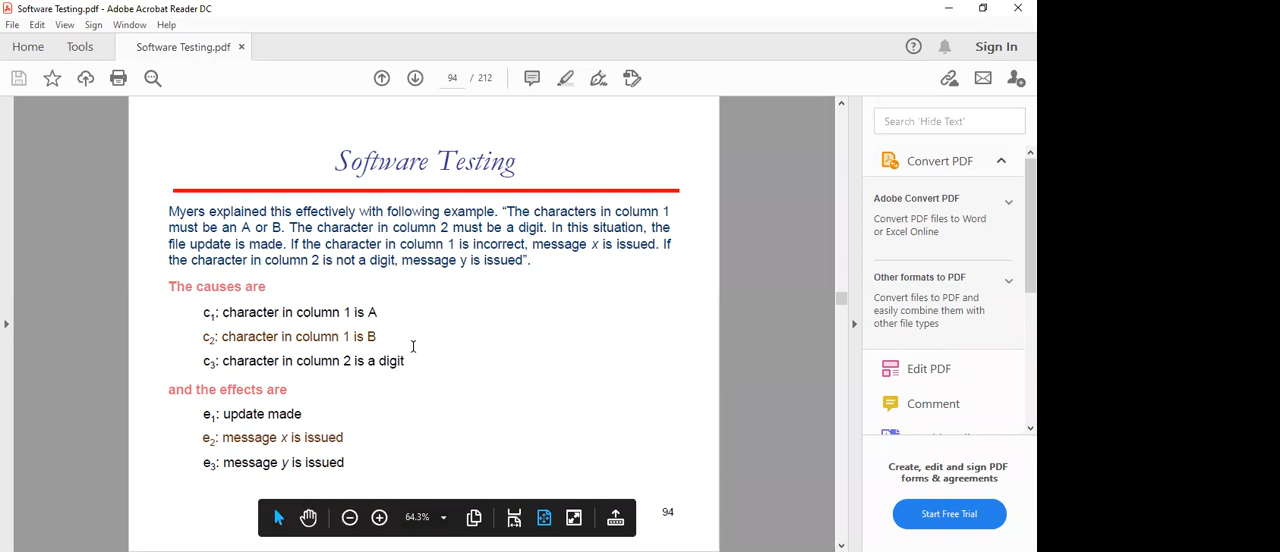 Software Testing.pdf - Adobe Acrobat Reader DC
File Edit View Sign Window Help
Home Tools Software Testing.pdf × Sign In
94 / 212
Software Testing
Myers explained this effectively with following example. “The characters in column 1
must be an A or B. The character in column 2 must be a digit. In this situation, the
file update is made. If the character in column 1 is incorrect, message x is issued. If
the character in column 2 is not a digit, message y is issued”.
The causes are
c1: character in column 1 is A
c2: character in column 1 is B
c3: character in column 2 is a digit
and the effects are
e1: update made
e2: message x is issued
e3: message y is issued
94
64.3%
Search 'Hide Text'
Convert PDF
Adobe Convert PDF
Convert PDF files to Word
or Excel Online
Other formats to PDF
Convert files to PDF and
easily combine them with
other file types
Edit PDF
Comment
Create, edit and sign PDF
forms & agreements
Start Free Trial